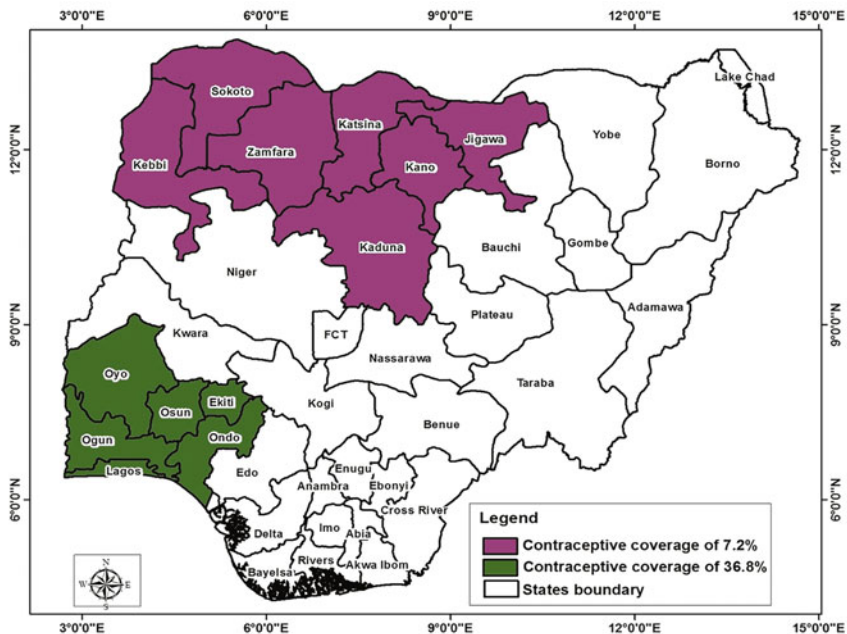 3°0'0"E 6°0'0"E 9°0'0"E 12°0'0"E 15°0'0"E
Lake Chad
Sokoto
Katsina
Jigawa
Yobe
12°0'0"N
Kebbi
Zamfara
Kano
Borno
12°0'0"N
Kaduna
Bauchi
Gombe
Niger
Adamawa
9°0'0"N
Kwara
FCT
Plateau
9°0'0"N
Nassarawa
Oyo
Taraba
Osun
Ekiti
Kogi
Benue
Ogun
Ondo
Lagos
Edo
Enugu
Anambra
Ebonyi
6°0'0"N
Cross River
6°0'0"N
Delta
Imo
Abia
Bayelsa
Rivers
Akwa Ibom
Legend
Contraceptive coverage of 7.2%
Contraceptive coverage of 36.8%
States boundary
N
W E
S
3°0'0"E 6°0'0"E 9°0'0"E 12°0'0"E 15°0'0"E